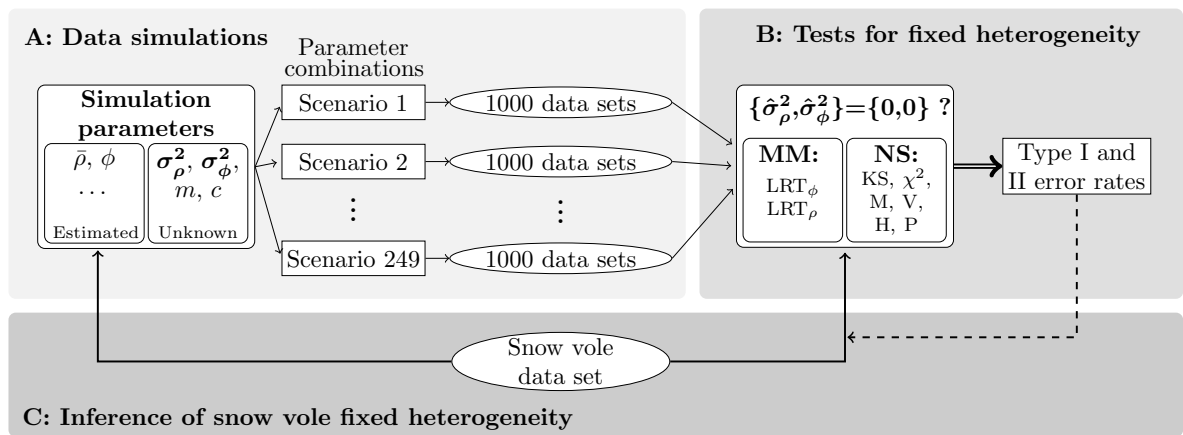 A: Data simulations
Parameter
combinations
Simulation
parameters
ρ̄, ϕ
...
Estimated
σ²ρ, σ²ϕ,
m, c
Unknown
Scenario 1
Scenario 2
⋮
Scenario 249
1000 data sets
1000 data sets
⋮
1000 data sets
B: Tests for fixed heterogeneity
{σ̂²ρ,σ̂²ϕ}={0,0} ?
MM:
LRTϕ
LRTρ
NS:
KS, χ²,
M, V,
H, P
Type I and
II error rates
Snow vole
data set
C: Inference of snow vole fixed heterogeneity